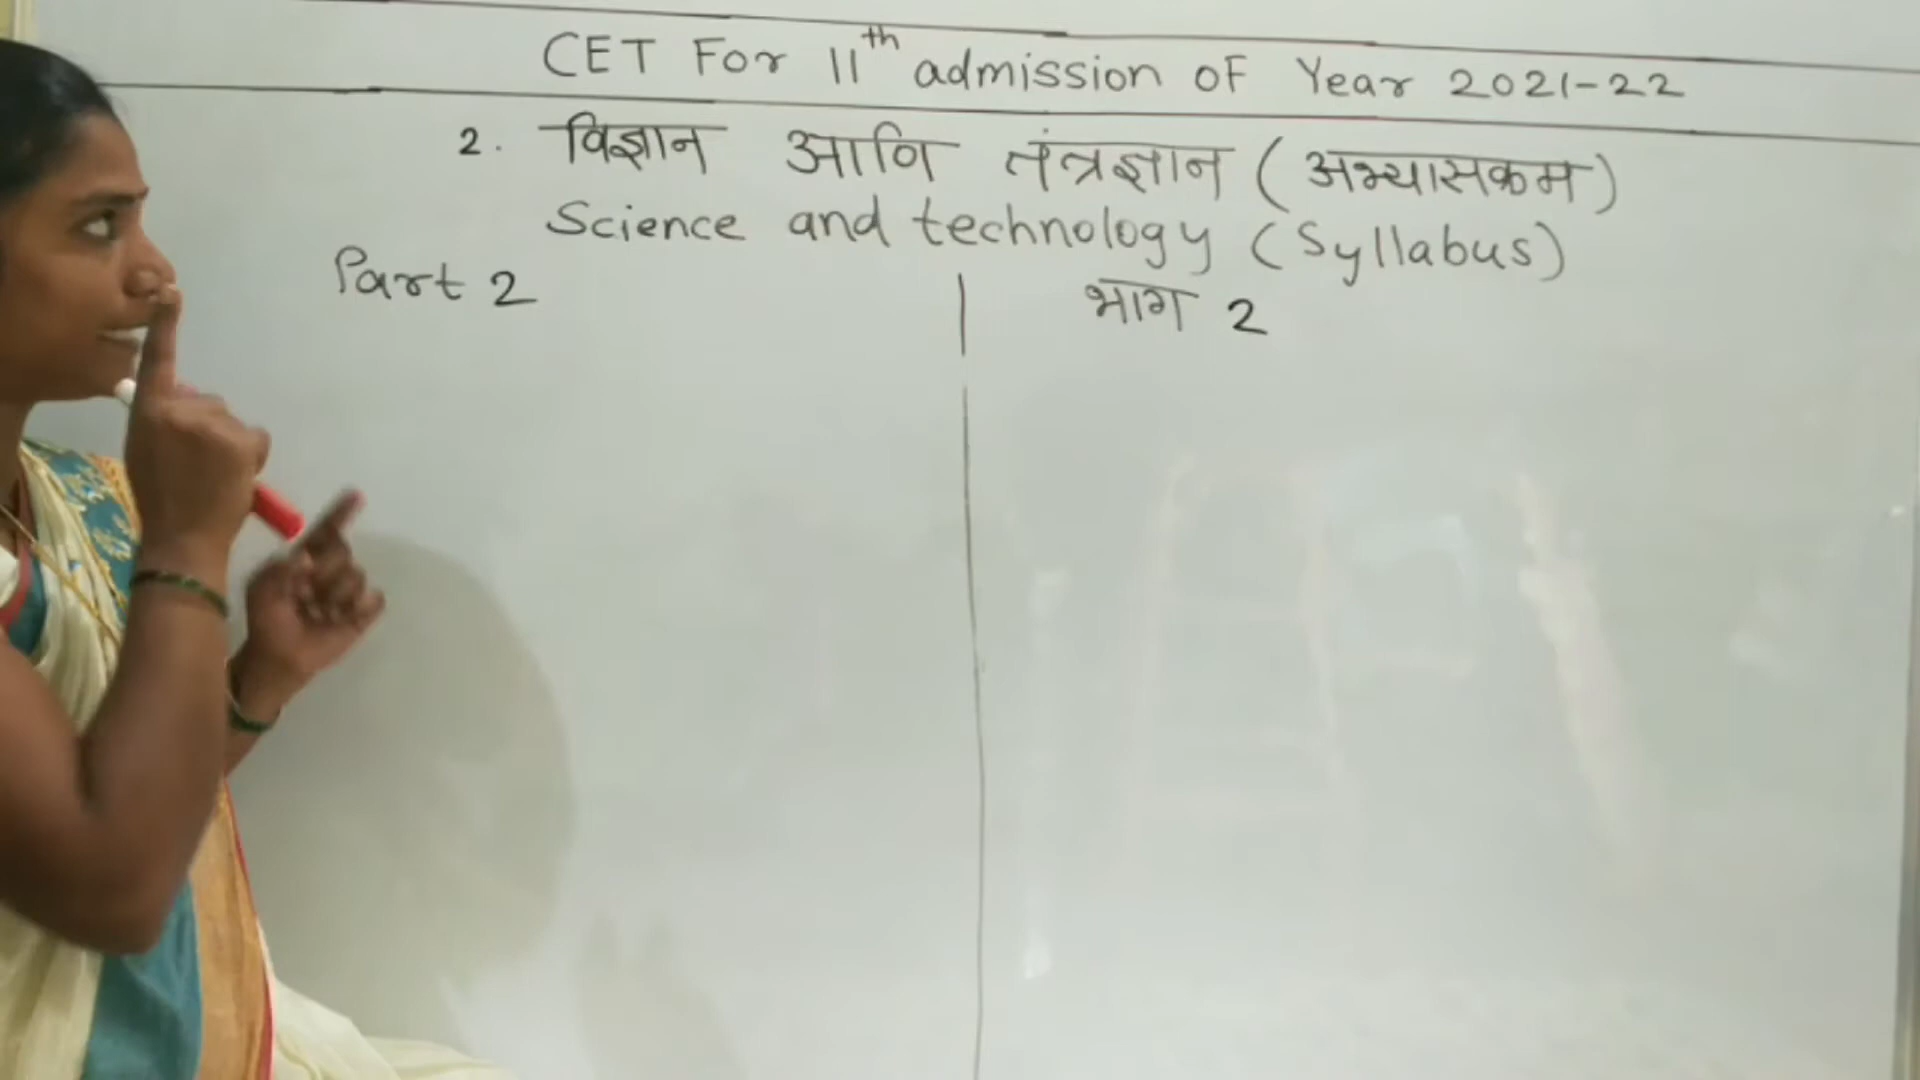 CET For 11th admission of Year 2021-22
2. विज्ञान आणि तंत्रज्ञान (अभ्यासक्रम)
Science and technology (Syllabus)
Part 2 | भाग 2